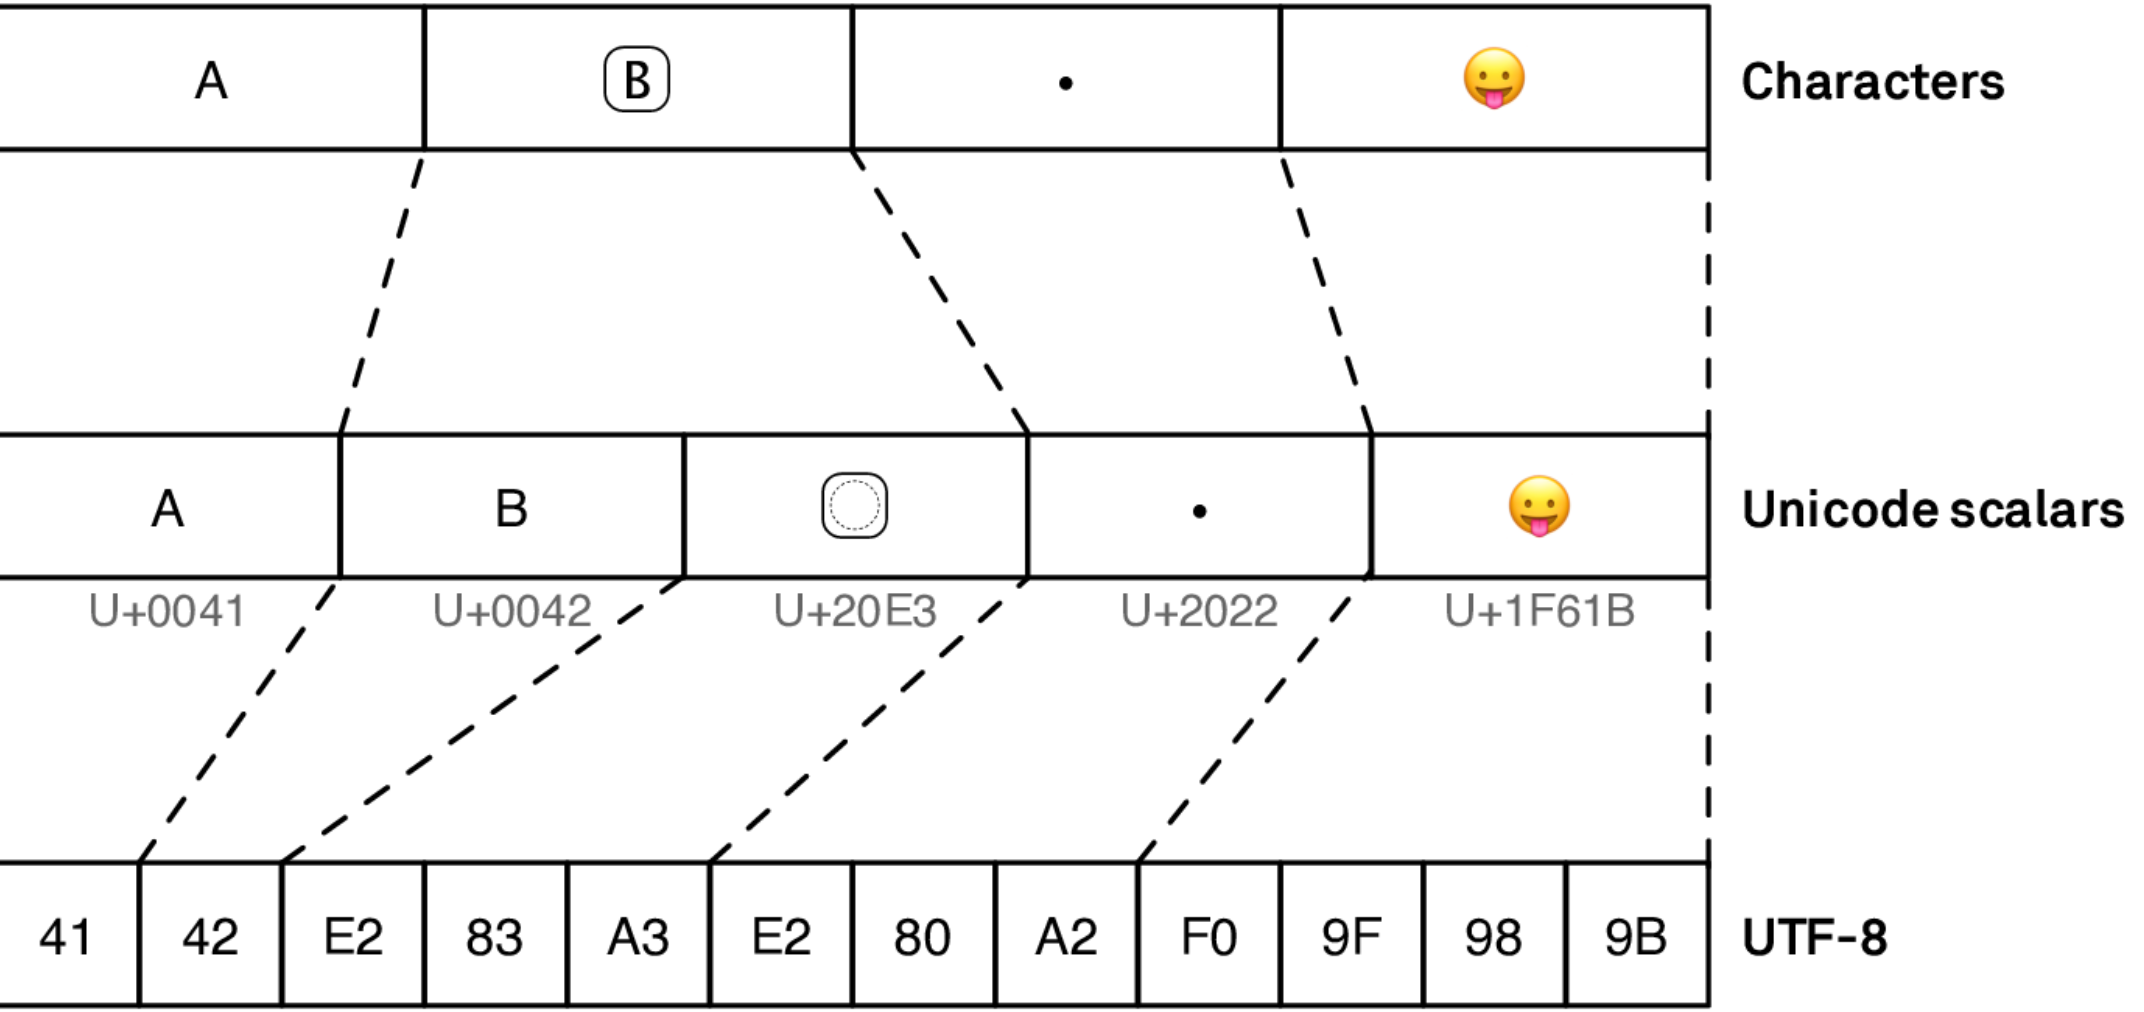 A B⃣ • 😛 Characters
A B ⃣ • 😛 Unicode scalars
U+0041 U+0042 U+20E3 U+2022 U+1F61B
41 42 E2 83 A3 E2 80 A2 F0 9F 98 9B UTF-8